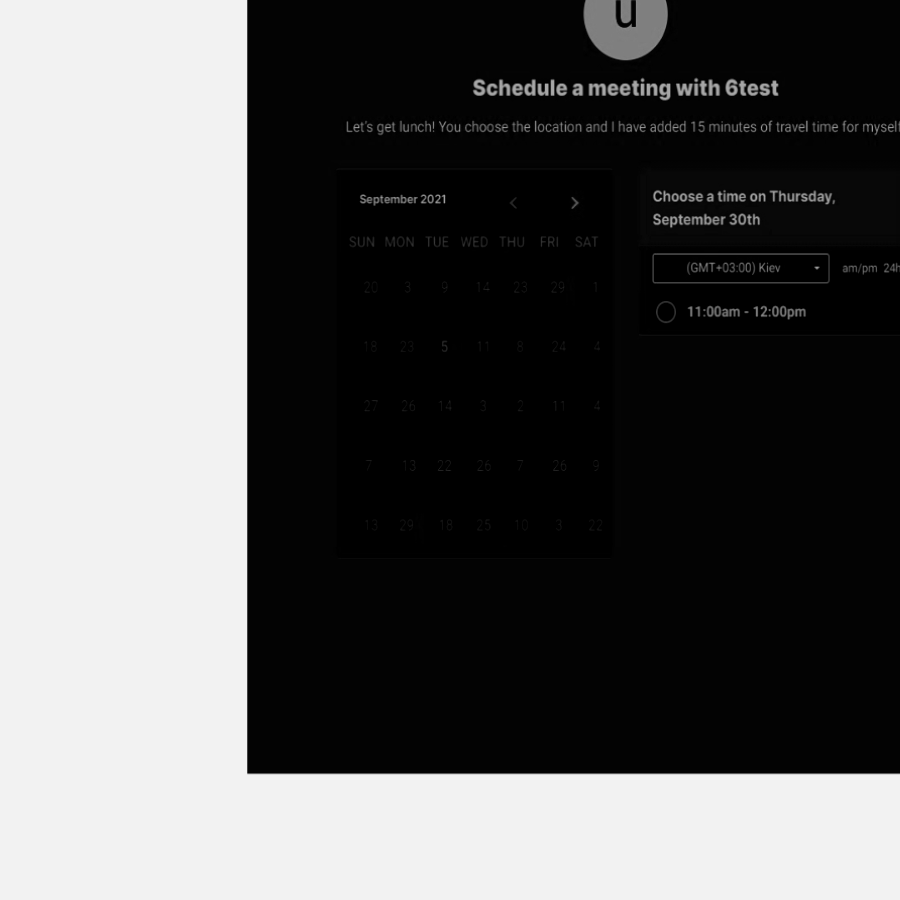 u
Schedule a meeting with 6test
Let's get lunch! You choose the location and I have added 15 minutes of travel time for myself
September 2021
SUN MON TUE WED THU FRI SAT
20 3 9 14 23 29 1
18 23 5 11 8 24 4
27 26 14 3 2 11 4
7 13 22 26 7 26 9
13 29 18 25 10 3 22
Choose a time on Thursday,
September 30th
(GMT+03:00) Kiev am/pm 24h
11:00am - 12:00pm